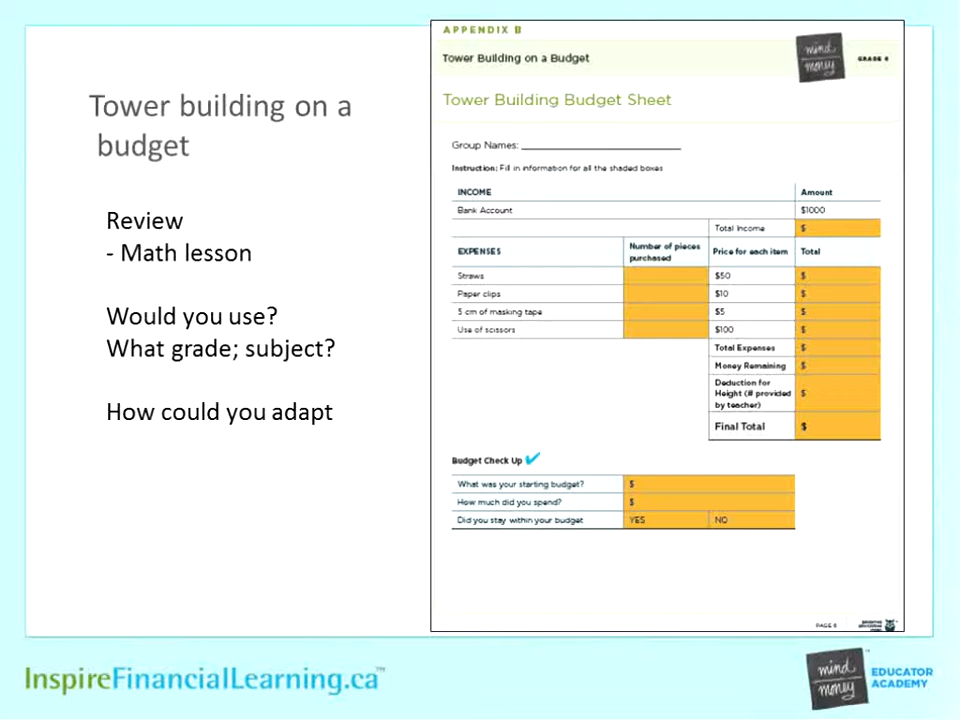 Tower building on a
budget
Review
- Math lesson
Would you use?
What grade; subject?
How could you adapt
APPENDIX B
Tower Building on a Budget
mind
money
Tower Building Budget Sheet
Group Names:
Instruction: Fill in information for all the shaded boxes
INCOME Amount
Bank Account $1000
Total Income $
EXPENSES Number of pieces purchased Price for each item Total
Straws $50 $
Paper clips $10 $
5 cm of masking tape $5 $
Use of scissors $100 $
Total Expenses $
Money Remaining $
Deduction for
Height (# provided $
by teacher)
Final Total $
Budget Check Up ✓
What was your starting budget? $
How much did you spend? $
Did you stay within your budget YES NO
InspireFinancialLearning.ca™
mind
money
EDUCATOR
ACADEMY